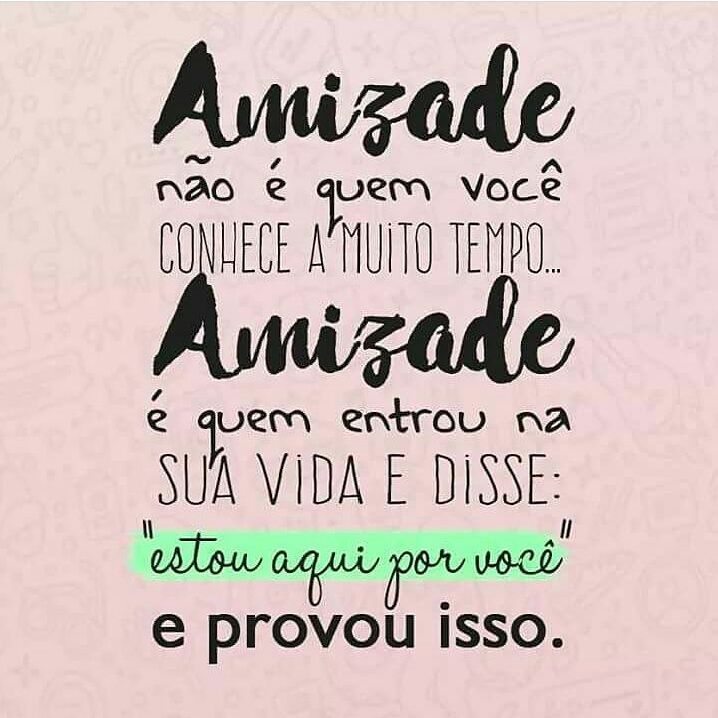 Amizade
não é quem você
CONHECE A MUiTO TEMPO...
Amizade
é quem entrou na
SUA ViDA E DiSSE:
"estou aqui por você"
e provou isso.